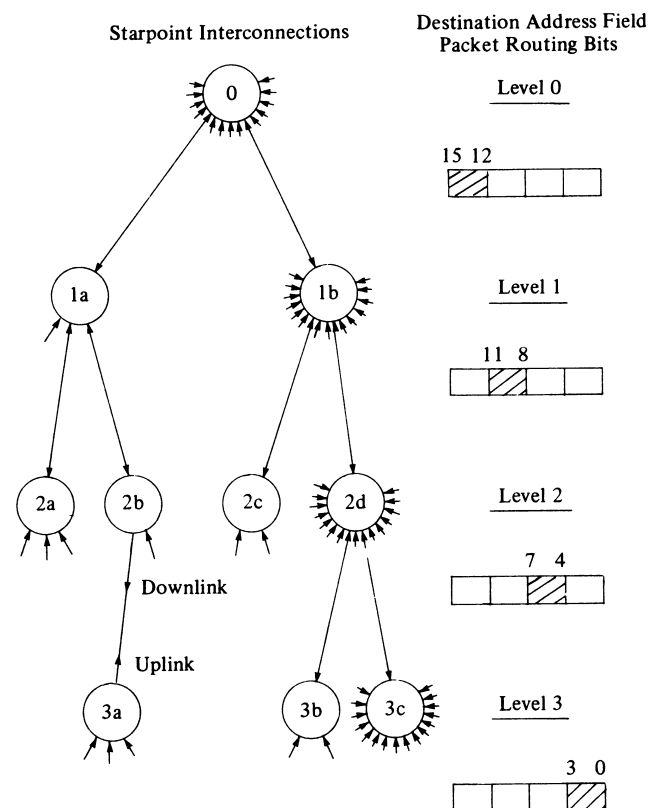 Starpoint Interconnections
Destination Address Field
Packet Routing Bits
0
Level 0
15 12
1a
1b
Level 1
11 8
2a
2b
2c
2d
Level 2
7 4
Downlink
Uplink
3a
3b
3c
Level 3
3 0